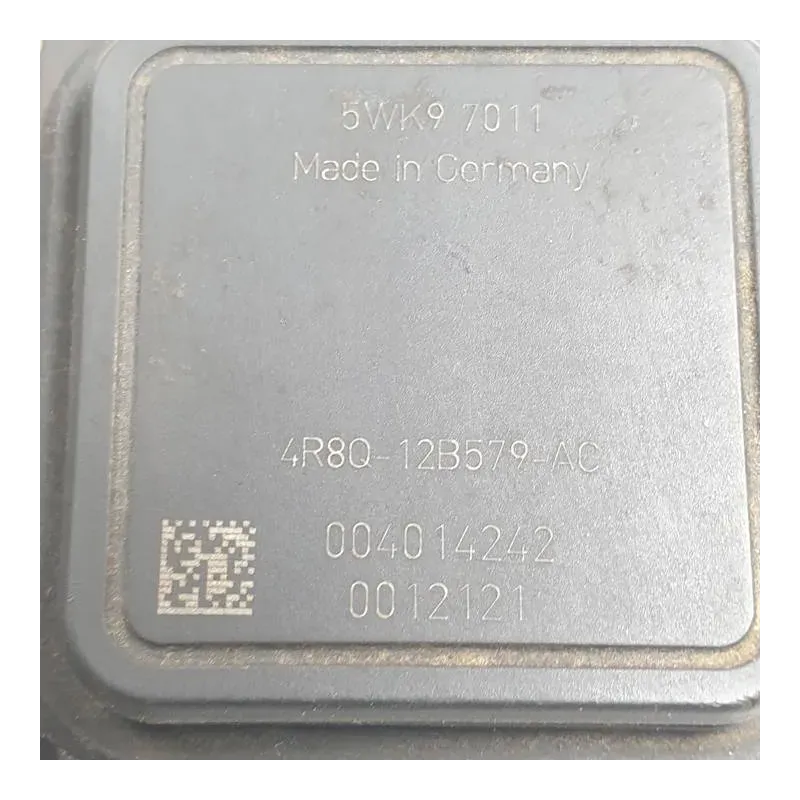 5WK9 7011
Made in Germany
4R8Q-12B579-AC
004014242
0012121